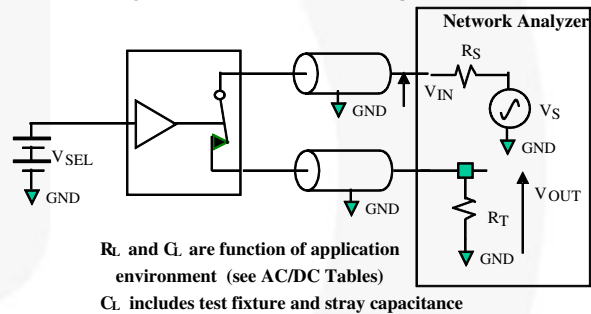 Network Analyzer
RS
VIN
VS
GND
GND
VSEL
GND
GND
RT
VOUT
GND
RL and CL are function of application
environment (see AC/DC Tables)
CL includes test fixture and stray capacitance